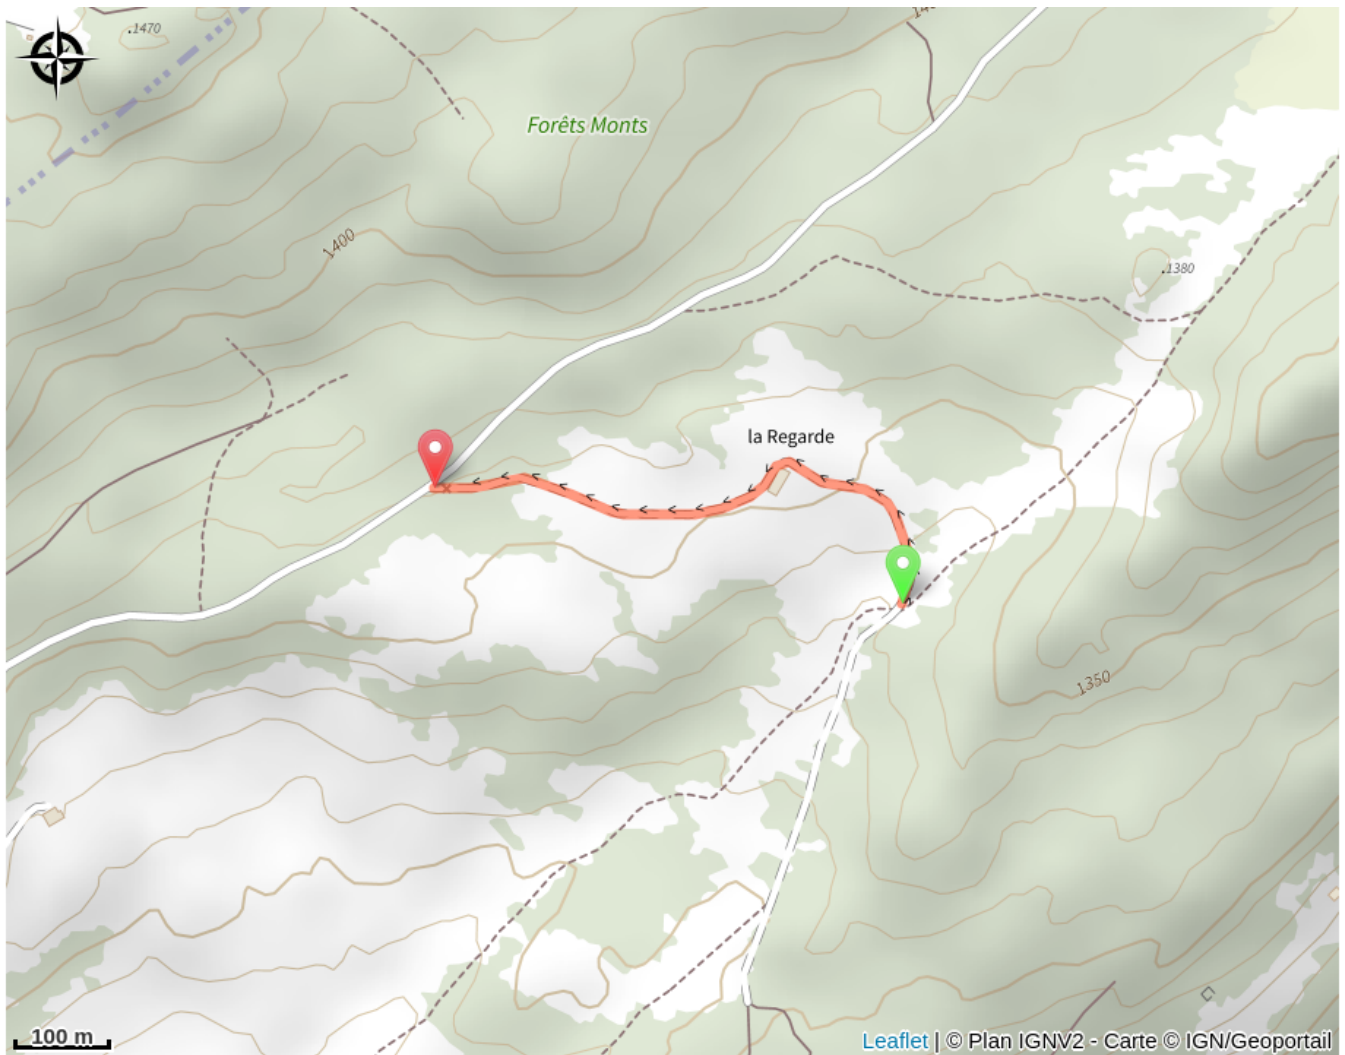 .1470
Forêts Monts
1400
.1380
la Regarde
1350
100 m
Leaflet | © Plan IGNV2 - Carte © IGN/Geoportail